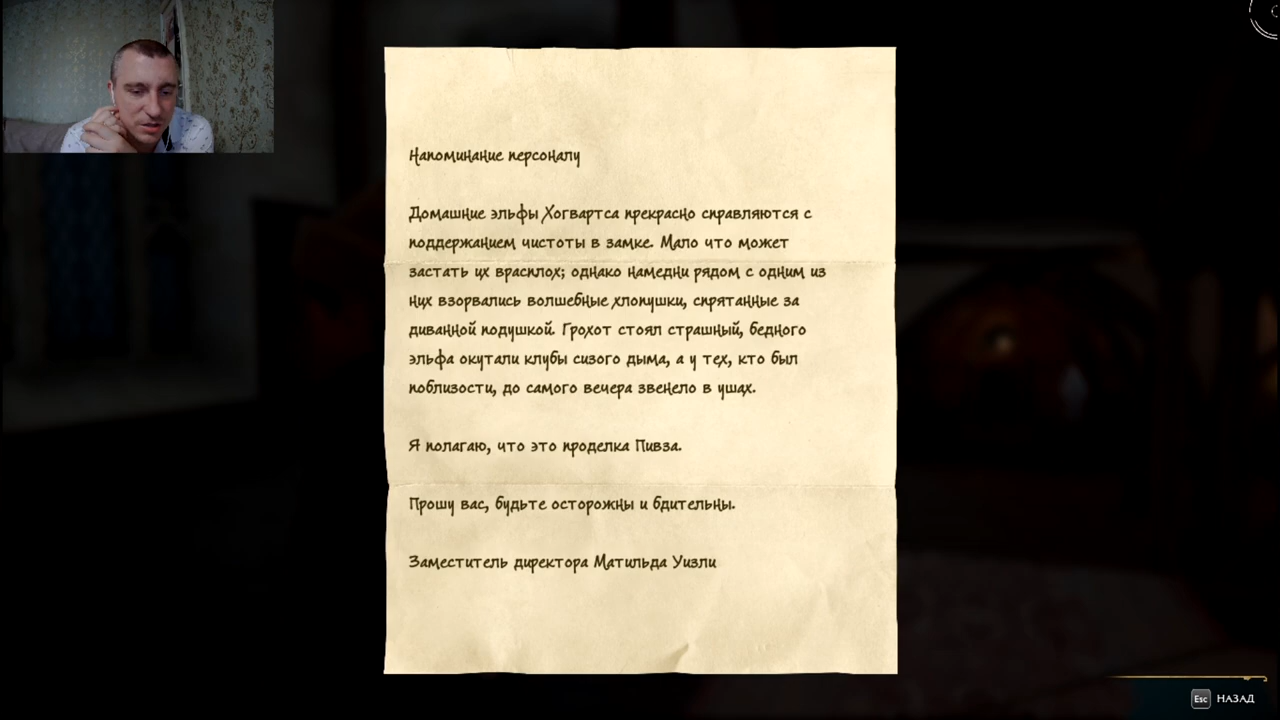 Напоминание персоналу
Домашние эльфы Хогвартса прекрасно справляются с
поддержанием чистоты в замке. Мало что может
застать их врасплох; однако намедни рядом с одним из
них взорвались волшебные хлопушки, спрятанные за
диванной подушкой. Грохот стоял страшный, бедного
эльфа окутали клубы сизого дыма, а у тех, кто был
поблизости, до самого вечера звенело в ушах.
Я полагаю, что это проделка Пивза.
Прошу вас, будьте осторожны и бдительны.
Заместитель директора Матильда Уизли
Esc НАЗАД